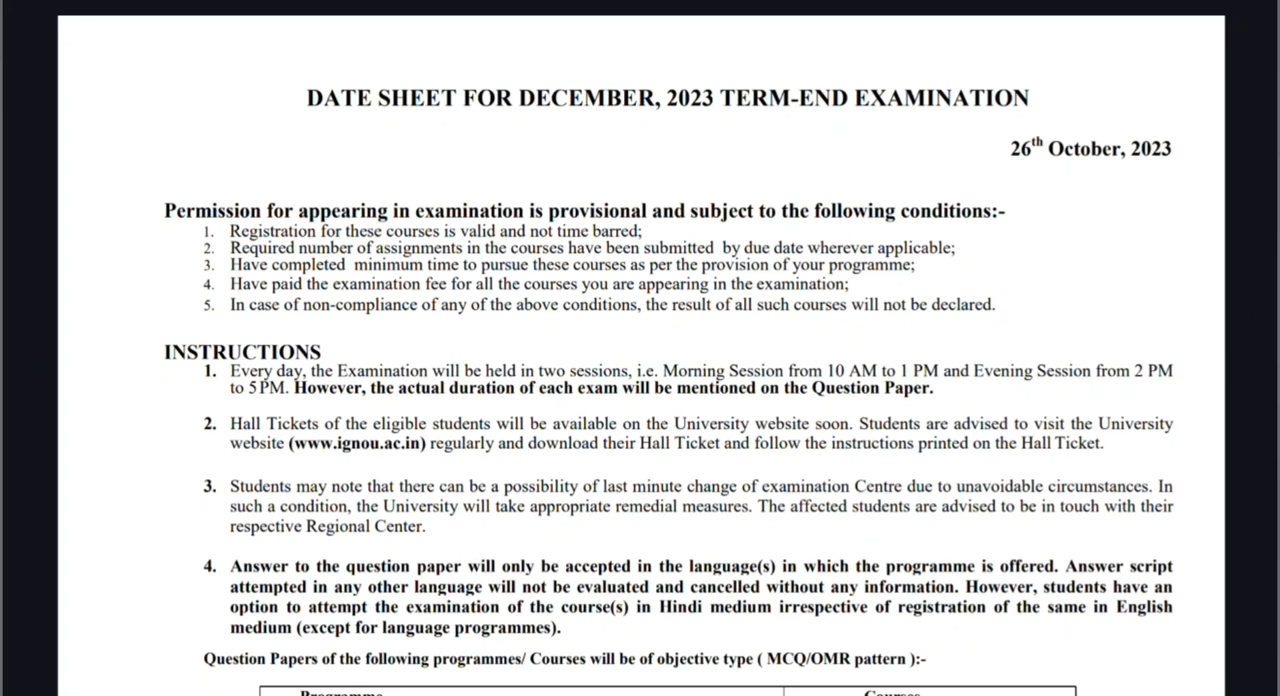 DATE SHEET FOR DECEMBER, 2023 TERM-END EXAMINATION
26th October, 2023
Permission for appearing in examination is provisional and subject to the following conditions:-
1. Registration for these courses is valid and not time barred;
2. Required number of assignments in the courses have been submitted by due date wherever applicable;
3. Have completed minimum time to pursue these courses as per the provision of your programme;
4. Have paid the examination fee for all the courses you are appearing in the examination;
5. In case of non-compliance of any of the above conditions, the result of all such courses will not be declared.
INSTRUCTIONS
1. Every day, the Examination will be held in two sessions, i.e. Morning Session from 10 AM to 1 PM and Evening Session from 2 PM
to 5 PM. However, the actual duration of each exam will be mentioned on the Question Paper.
2. Hall Tickets of the eligible students will be available on the University website soon. Students are advised to visit the University
website (www.ignou.ac.in) regularly and download their Hall Ticket and follow the instructions printed on the Hall Ticket.
3. Students may note that there can be a possibility of last minute change of examination Centre due to unavoidable circumstances. In
such a condition, the University will take appropriate remedial measures. The affected students are advised to be in touch with their
respective Regional Center.
4. Answer to the question paper will only be accepted in the language(s) in which the programme is offered. Answer script
attempted in any other language will not be evaluated and cancelled without any information. However, students have an
option to attempt the examination of the course(s) in Hindi medium irrespective of registration of the same in English
medium (except for language programmes).
Question Papers of the following programmes/ Courses will be of objective type ( MCQ/OMR pattern ):-
Programme Courses